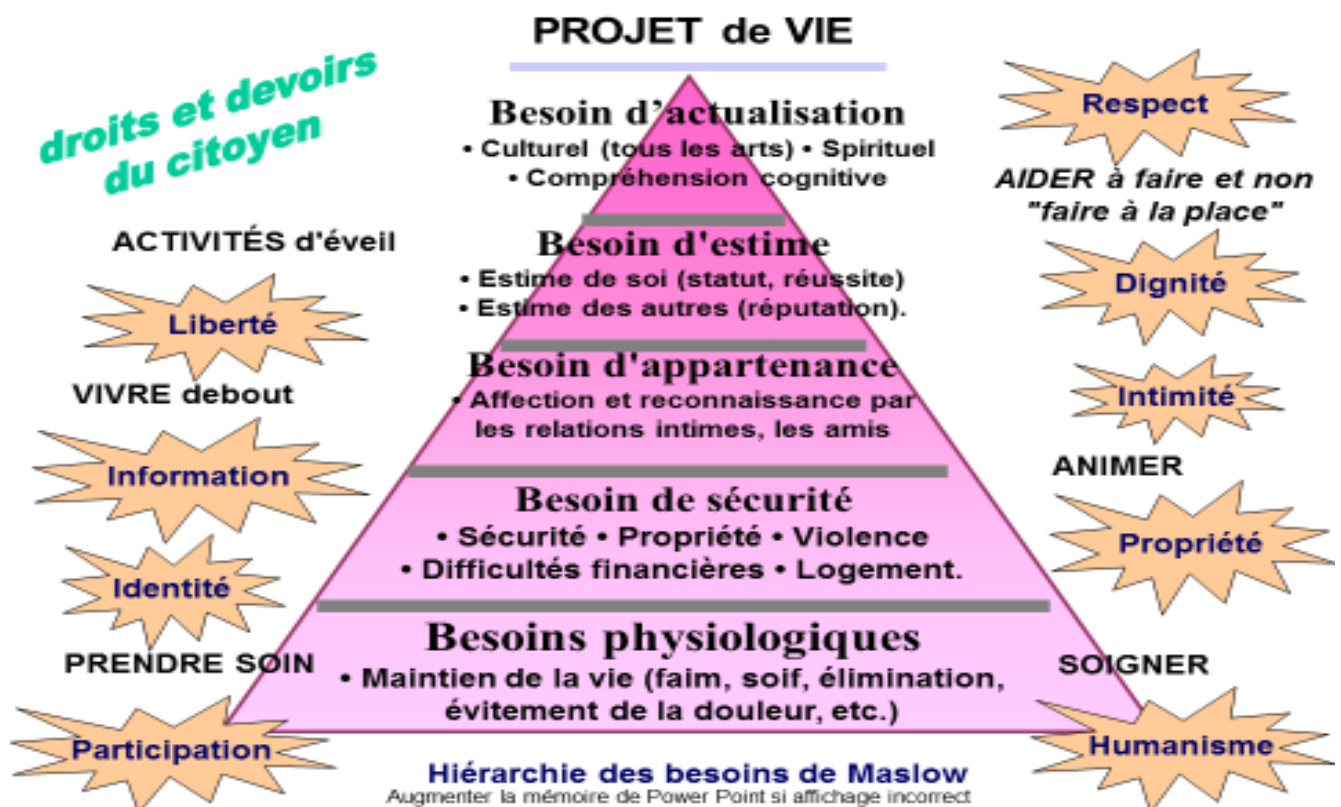 PROJET de VIE
droits et devoirs
du citoyen
Besoin d'actualisation
• Culturel (tous les arts) • Spirituel
• Compréhension cognitive
Besoin d'estime
• Estime de soi (statut, réussite)
• Estime des autres (réputation).
Besoin d'appartenance
• Affection et reconnaissance par
les relations intimes, les amis
Besoin de sécurité
• Sécurité • Propriété • Violence
• Difficultés financières • Logement.
Besoins physiologiques
• Maintien de la vie (faim, soif, élimination,
évitement de la douleur, etc.)
ACTIVITÉS d'éveil
Liberté
VIVRE debout
Information
Identité
PRENDRE SOIN
Participation
Respect
AIDER à faire et non
"faire à la place"
Dignité
Intimité
ANIMER
Propriété
SOIGNER
Humanisme
Hiérarchie des besoins de Maslow
Augmenter la mémoire de Power Point si affichage incorrect